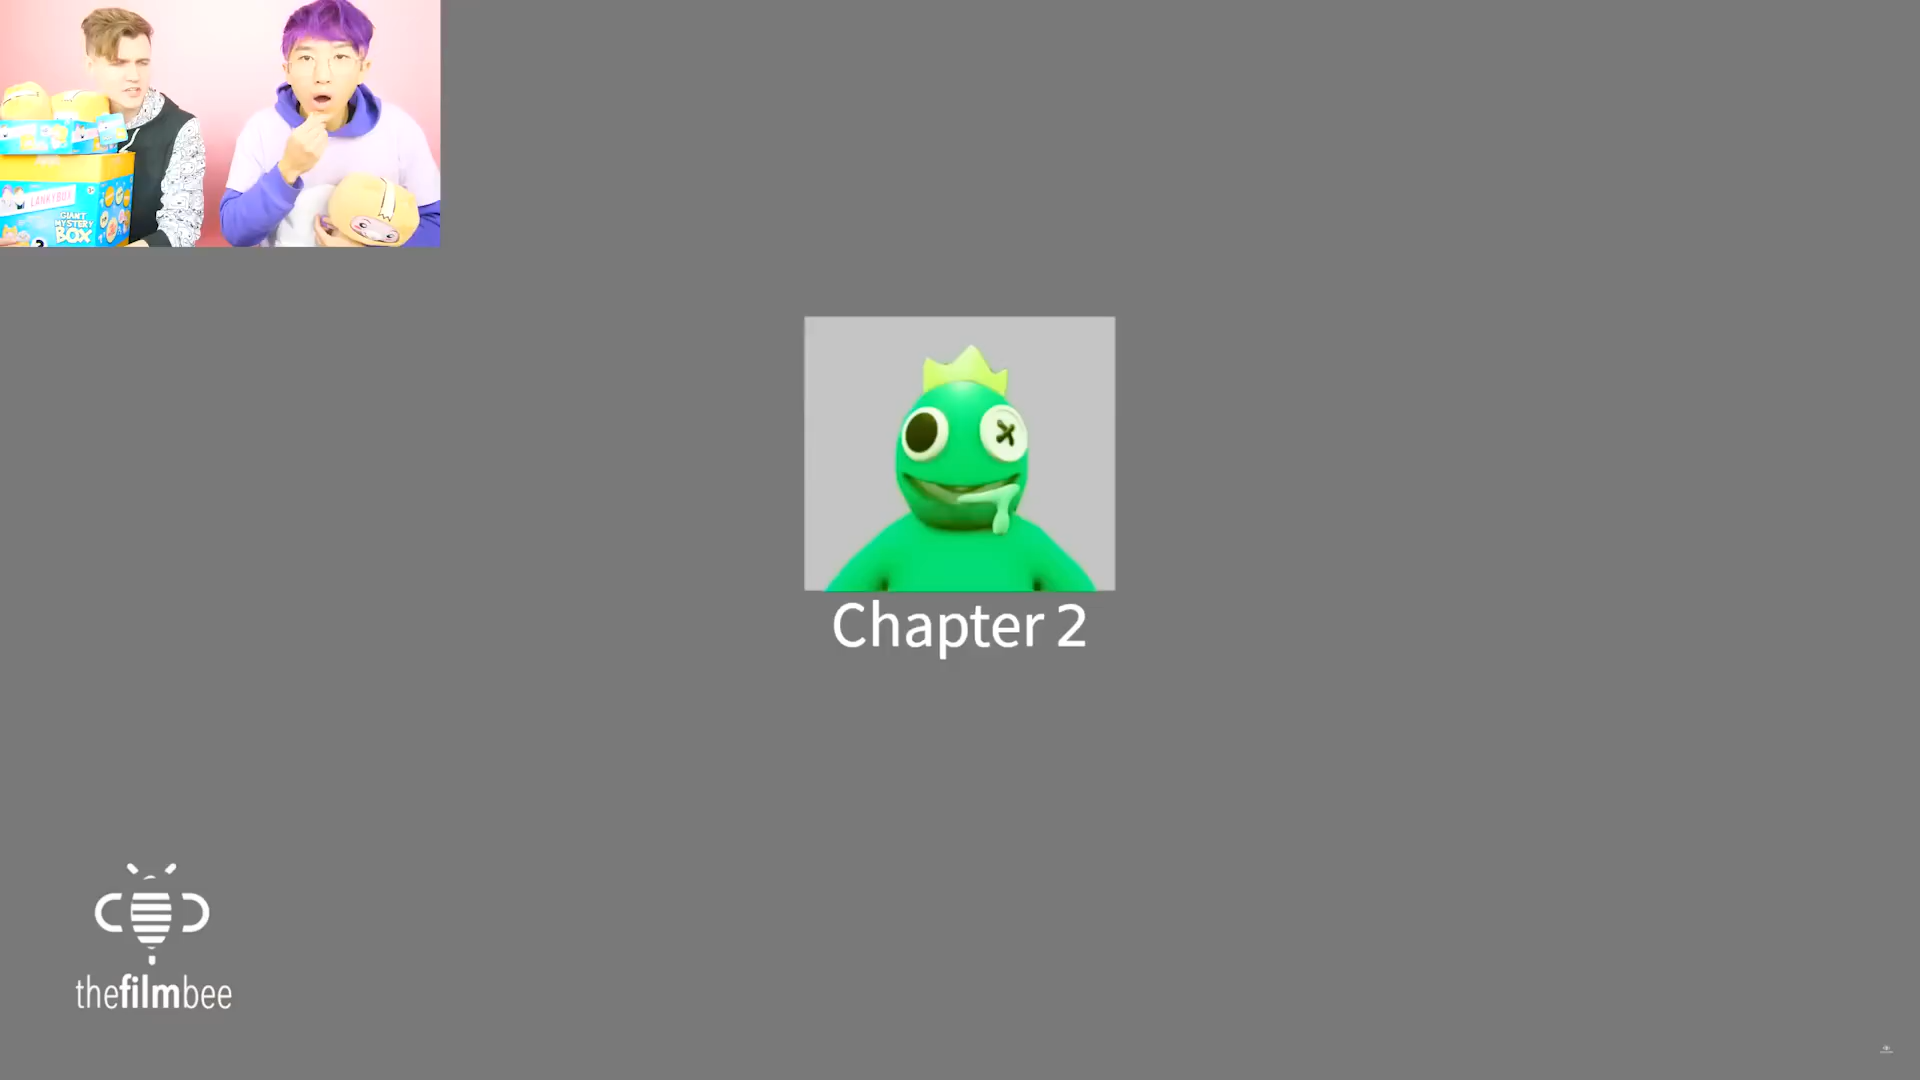 LANKYBOX
GIANT
MYSTERY
BOX
Chapter 2
thefilmbee